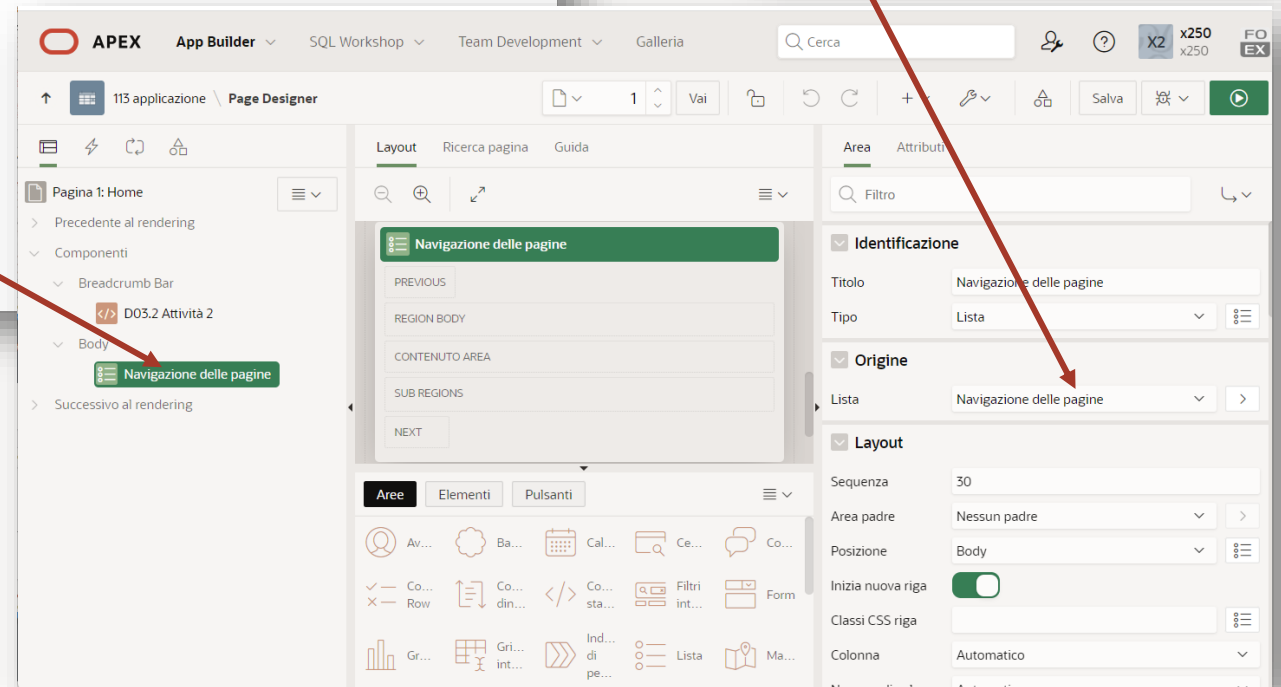 APEX App Builder SQL Workshop Team Development Galleria Cerca X2 x250 x250 FO EX
113 applicazione \ Page Designer 1 Vai Salva
Layout Ricerca pagina Guida Area Attributi
Pagina 1: Home
Filtro
Precedente al rendering
Componenti
Breadcrumb Bar
D03.2 Attività 2
Body
Navigazione delle pagine
Successivo al rendering
Navigazione delle pagine
PREVIOUS
REGION BODY
CONTENUTO AREA
SUB REGIONS
NEXT
Aree Elementi Pulsanti
Av... Ba... Cal... Ce... Co...
Co... Row Co... din... Co... sta... Filtri int... Form
Gr... Gri... int... Ind... di pe... Lista Ma...
Identificazione
Titolo Navigazione delle pagine
Tipo Lista
Origine
Lista Navigazione delle pagine
Layout
Sequenza 30
Area padre Nessun padre
Posizione Body
Inizia nuova riga
Classi CSS riga
Colonna Automatico